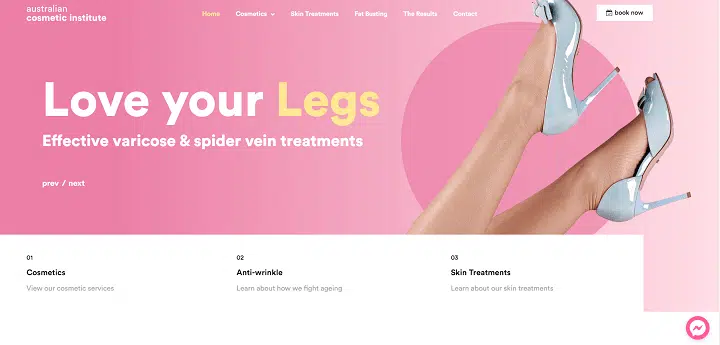 australian
cosmetic institute
Home Cosmetics Skin Treatments Fat Busting The Results Contact
book now
Love your Legs
Effective varicose & spider vein treatments
prev / next
01
Cosmetics
View our cosmetic services
02
Anti-wrinkle
Learn about how we fight ageing
03
Skin Treatments
Learn about our skin treatments